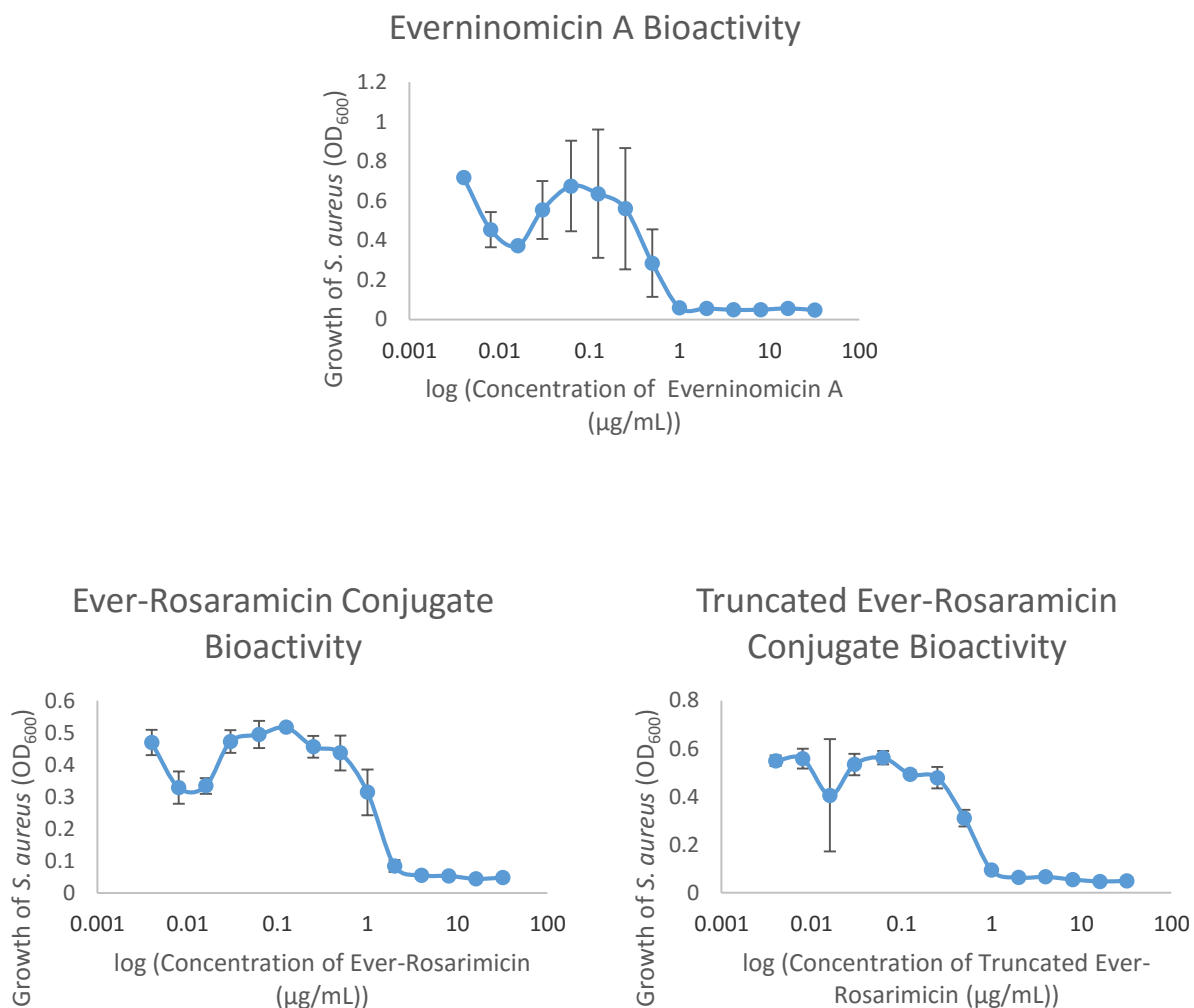 Everninomicin A Bioactivity
Growth of S. aureus (OD600)
1.2
1
0.8
0.6
0.4
0.2
0
0.001 0.01 0.1 1 10 100
log (Concentration of Everninomicin A
(µg/mL))
Ever-Rosaramicin Conjugate
Bioactivity
Growth of S. aureus (OD600)
0.6
0.5
0.4
0.3
0.2
0.1
0
0.001 0.01 0.1 1 10 100
log (Concentration of Ever-Rosarimicin
(µg/mL))
Truncated Ever-Rosaramicin
Conjugate Bioactivity
Growth of S. aureus (OD600)
0.8
0.6
0.4
0.2
0
0.001 0.01 0.1 1 10 100
log (Concentration of Truncated Ever-
Rosarimicin (µg/mL))